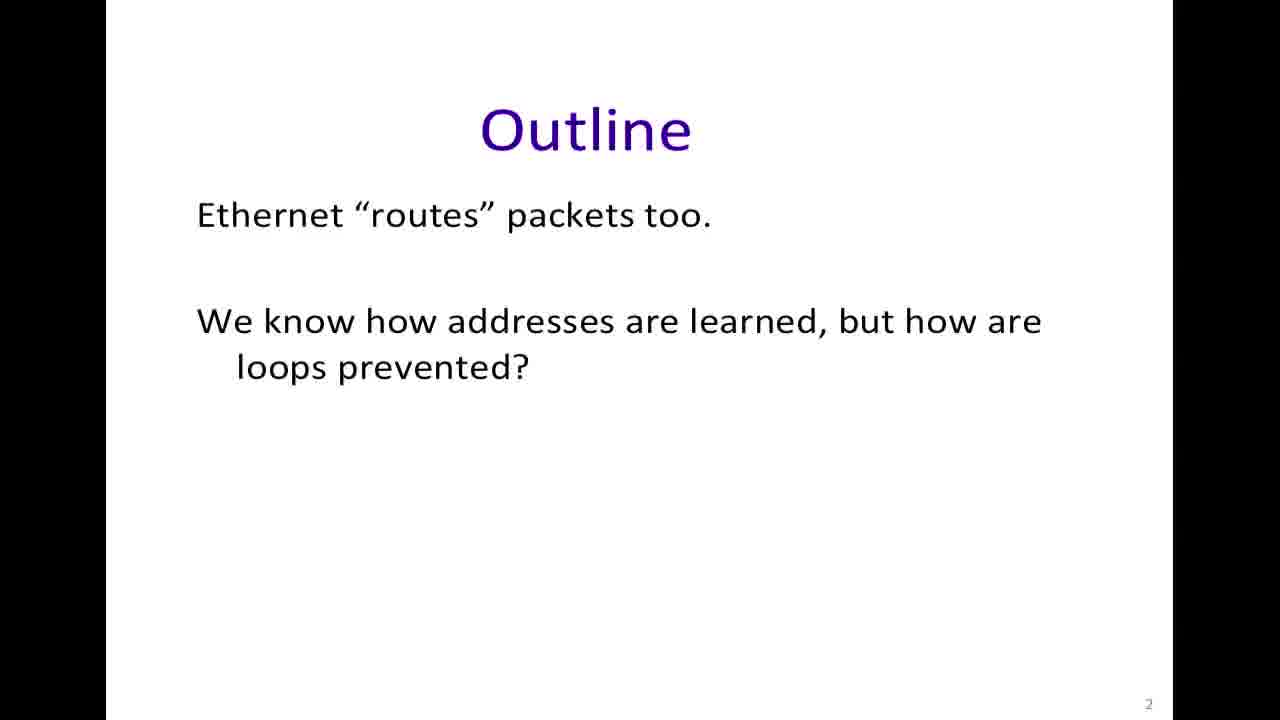 Outline
Ethernet “routes” packets too.
We know how addresses are learned, but how are
loops prevented?
2